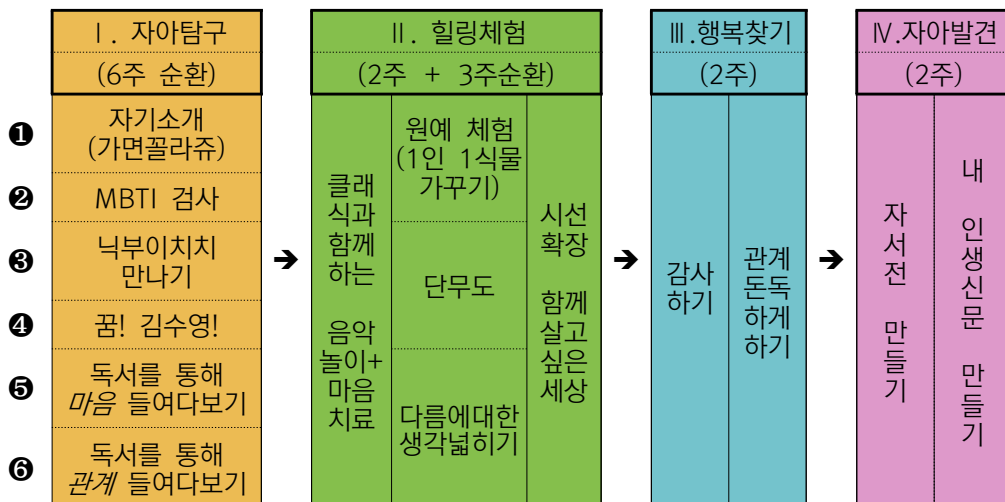 Ⅰ. 자아탐구
(6주 순환)
❶
자기소개
(가면꼴라쥬)
❷
MBTI 검사
❸
닉부이치치
만나기
❹
꿈! 김수영!
❺
독서를 통해
마음 들여다보기
❻
독서를 통해
관계 들여다보기
➔
Ⅱ. 힐링체험
(2주 + 3주순환)
클래
식과
함께
하는
음악
놀이+
마음
치료
원예 체험
(1인 1식물
가꾸기)
단무도
다름에대한
생각넓히기
시선
확장
함께
살고
싶은
세상
➔
Ⅲ.행복찾기
(2주)
감사
하기
관계
돈독
하게
하기
➔
Ⅳ.자아발견
(2주)
자서전 만들기
내 인생신문 만들기